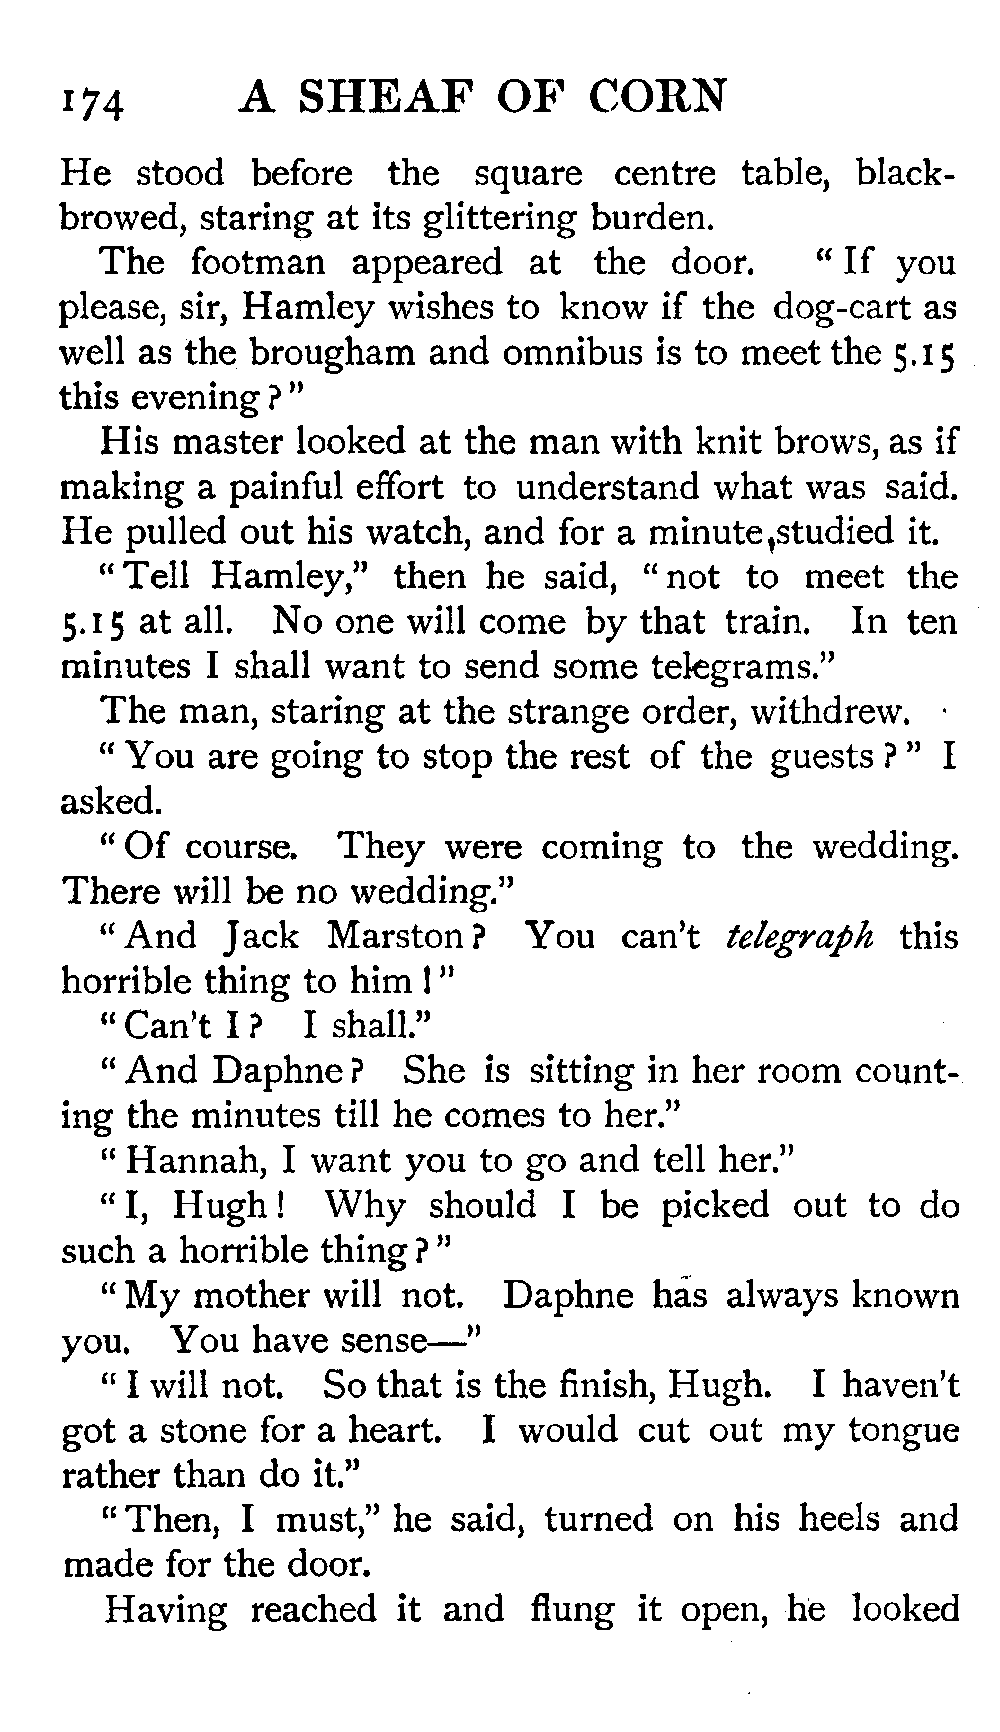 174 A SHEAF OF CORN
He stood before the square centre table, black-
browed, staring at its glittering burden.
The footman appeared at the door. "If you
please, sir, Hamley wishes to know if the dog-cart as
well as the brougham and omnibus is to meet the 5.15
this evening?"
His master looked at the man with knit brows, as if
making a painful effort to understand what was said.
He pulled out his watch, and for a minute studied it.
"Tell Hamley," then he said, "not to meet the
5.15 at all. No one will come by that train. In ten
minutes I shall want to send some telegrams."
The man, staring at the strange order, withdrew.
"You are going to stop the rest of the guests?" I
asked.
"Of course. They were coming to the wedding.
There will be no wedding."
"And Jack Marston? You can't telegraph this
horrible thing to him!"
"Can't I? I shall."
"And Daphne? She is sitting in her room count-
ing the minutes till he comes to her."
"Hannah, I want you to go and tell her."
"I, Hugh! Why should I be picked out to do
such a horrible thing?"
"My mother will not. Daphne has always known
you. You have sense—"
"I will not. So that is the finish, Hugh. I haven't
got a stone for a heart. I would cut out my tongue
rather than do it."
"Then, I must," he said, turned on his heels and
made for the door.
Having reached it and flung it open, he looked